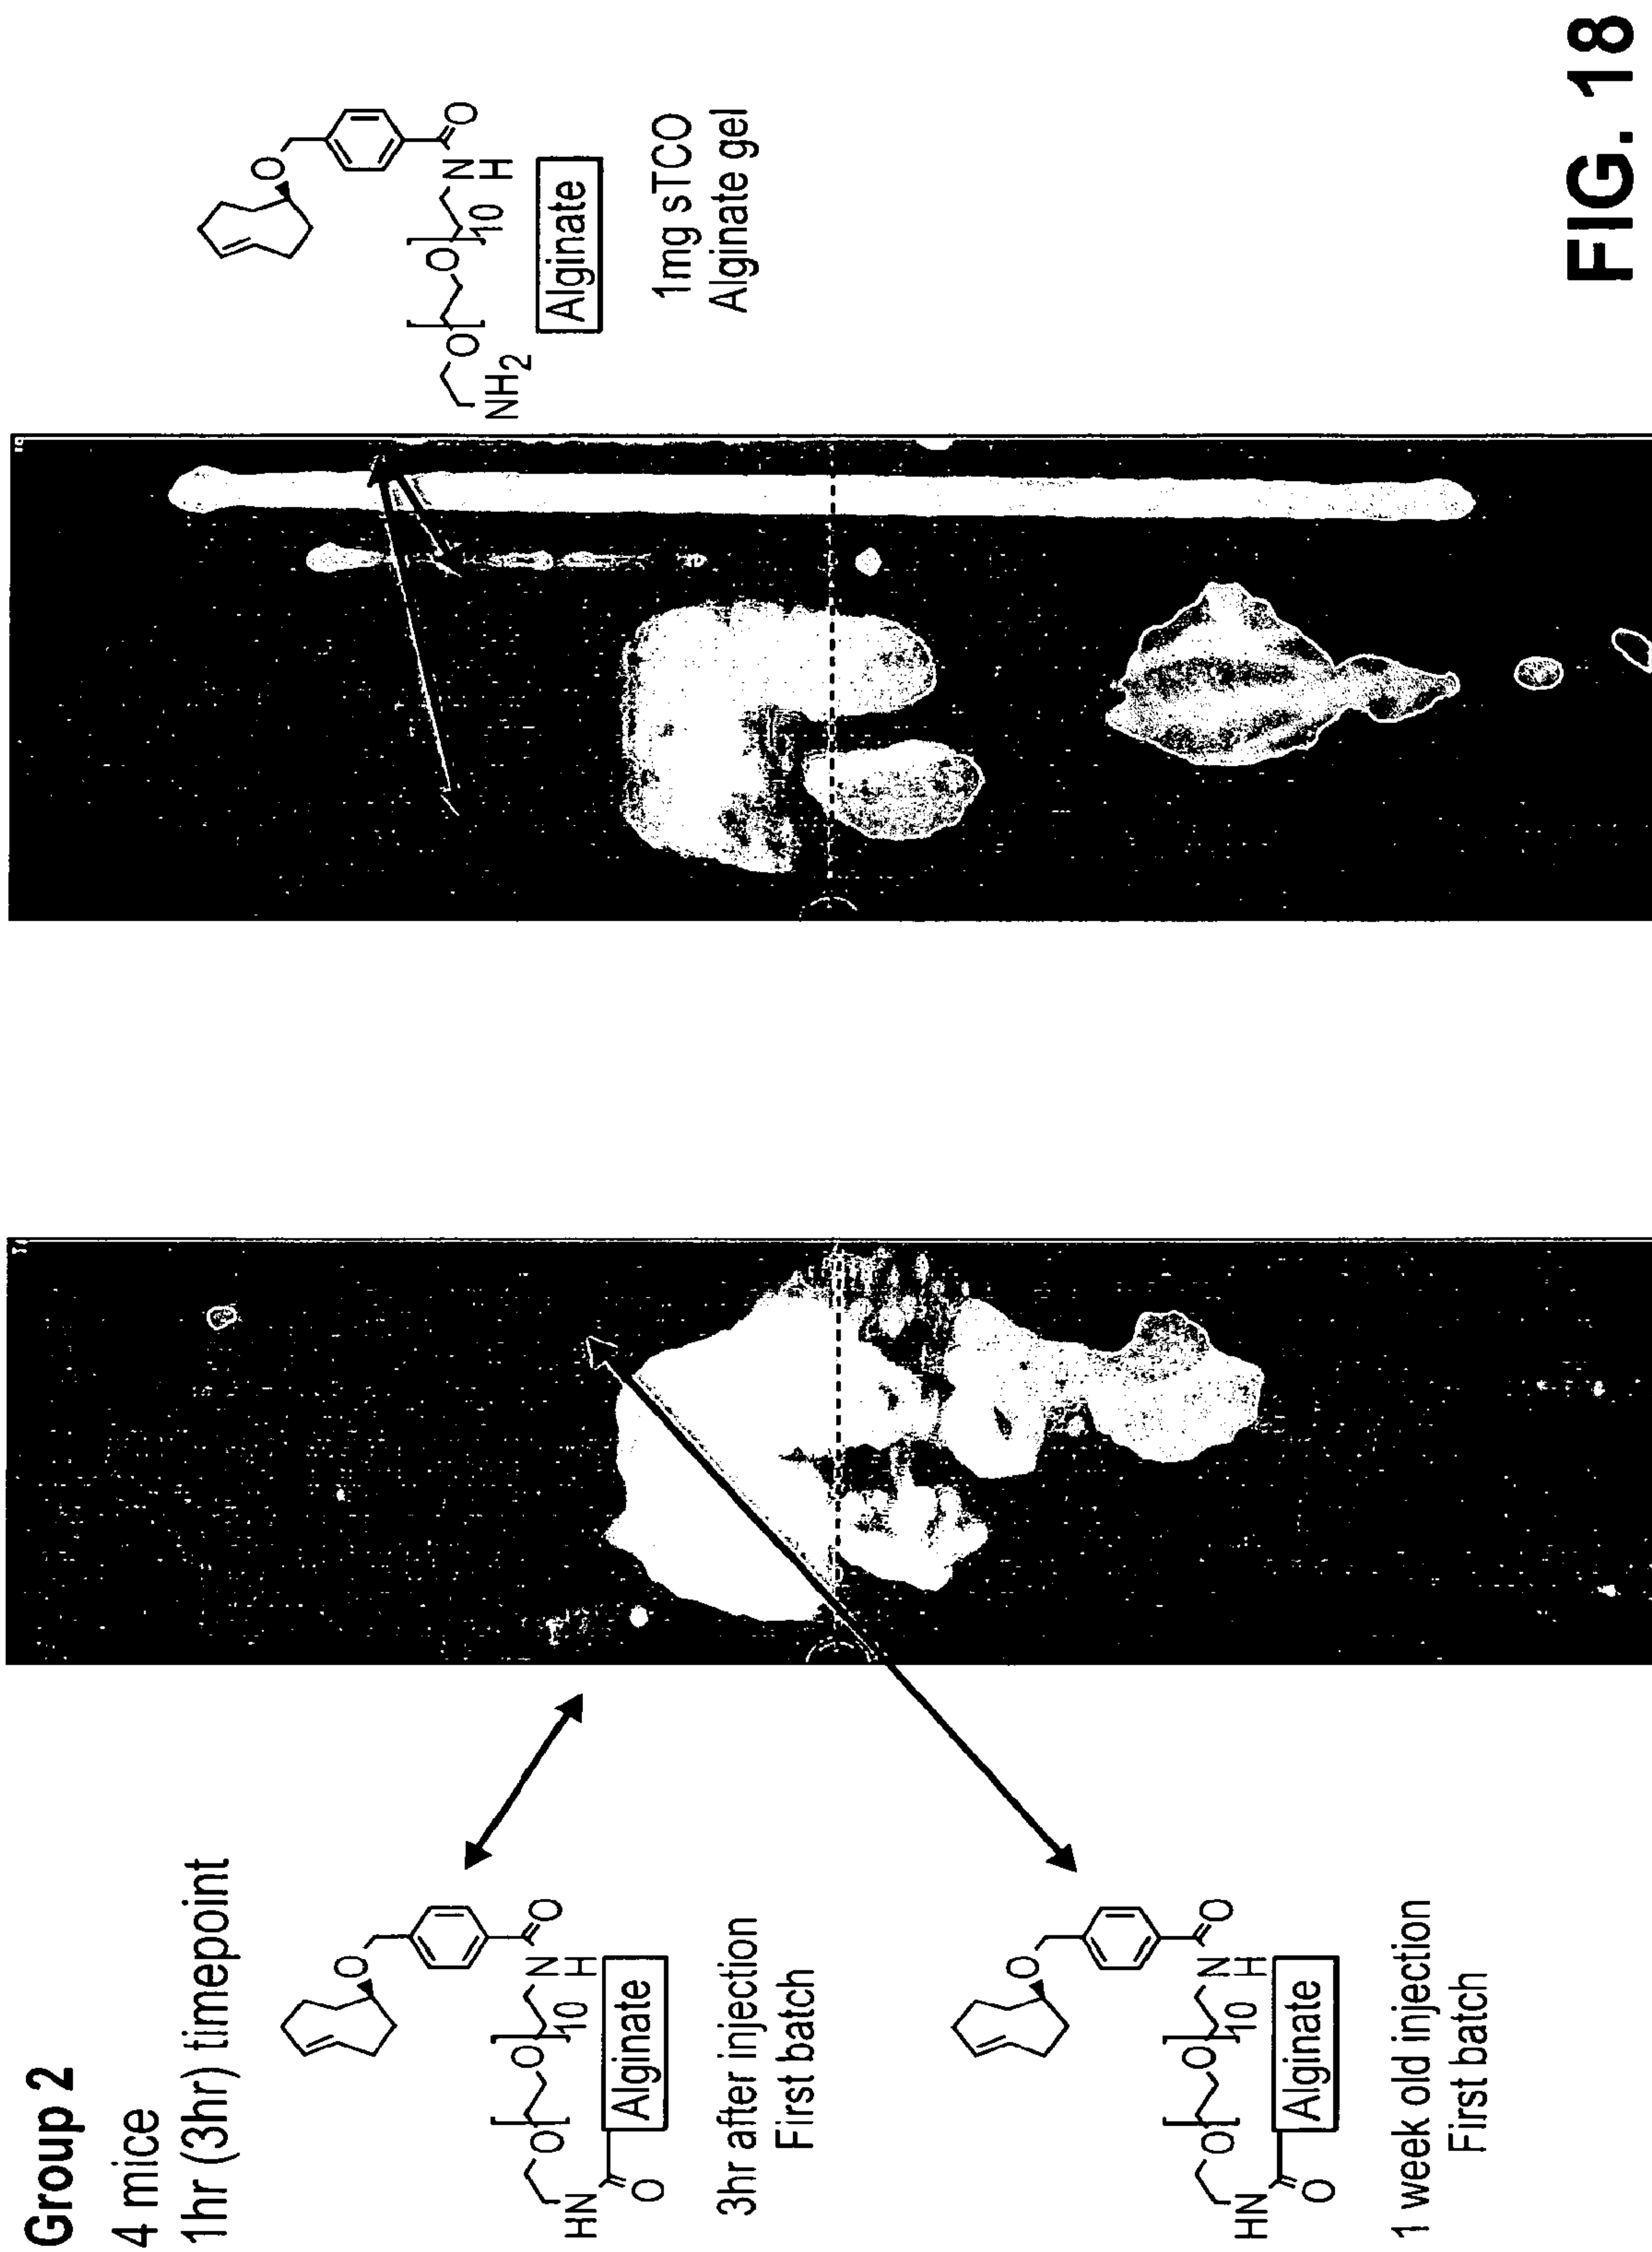 Group 2
4 mice
1hr (3hr) timepoint
O
O
N
H
10
O
O
HN
O
Alginate
3hr after injection
First batch
O
O
N
H
10
O
O
HN
O
Alginate
1 week old injection
First batch
O
O
N
H
10
O
O
NH2
Alginate
1mg sTCO
Alginate gel
FIG. 18